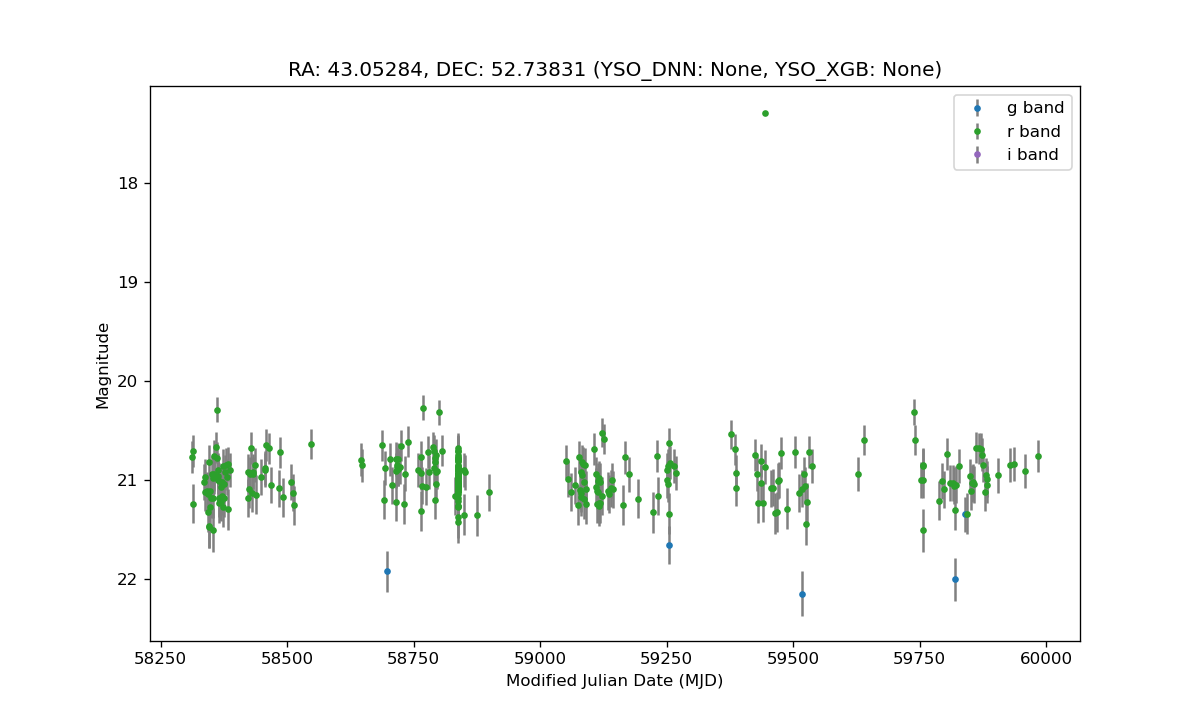 RA: 43.05284, DEC: 52.73831 (YSO_DNN: None, YSO_XGB: None)
g band
r band
i band
18
19
20
21
22
Magnitude
58250 58500 58750 59000 59250 59500 59750 60000
Modified Julian Date (MJD)